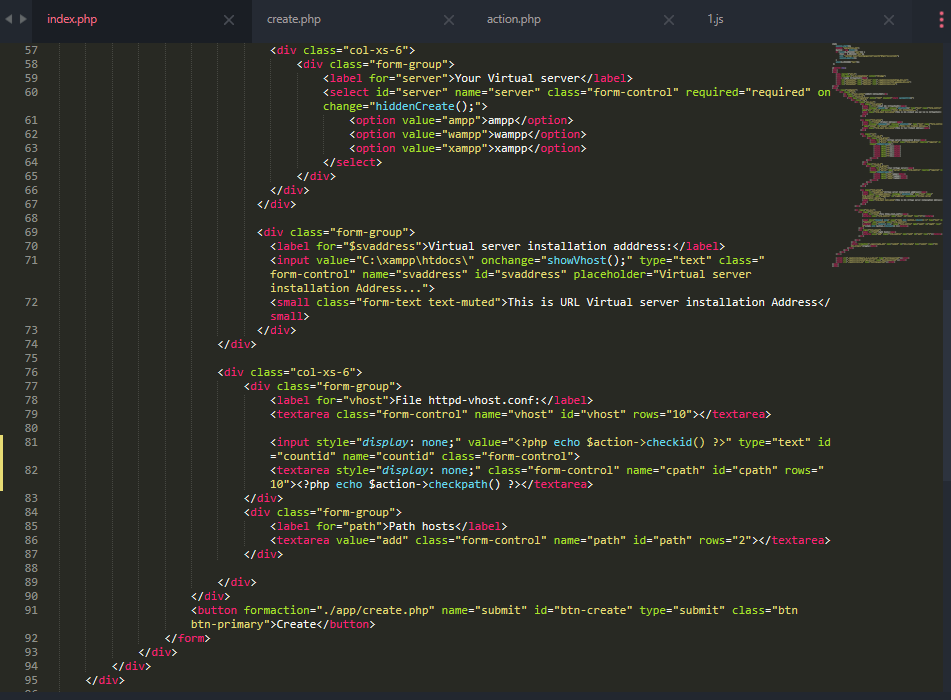 index.php
create.php
action.php
1.js
57 <div class="col-xs-6">
58 <div class="form-group">
59 <label for="server">Your Virtual server</label>
60 <select id="server" name="server" class="form-control" required="required" on
change="hiddenCreate();">
61 <option value="ampp">ampp</option>
62 <option value="wampp">wampp</option>
63 <option value="xampp">xampp</option>
64 </select>
65 </div>
66 </div>
67 </div>
68
69 <div class="form-group">
70 <label for="$svaddress">Virtual server installation adddress:</label>
71 <input value="C:\xampp\htdocs\" onchange="showVhost();" type="text" class="
form-control" name="svaddress" id="svaddress" placeholder="Virtual server
installation Address...">
72 <small class="form-text text-muted">This is URL Virtual server installation Address</
small>
73 </div>
74 </div>
75
76 <div class="col-xs-6">
77 <div class="form-group">
78 <label for="vhost">File httpd-vhost.conf:</label>
79 <textarea class="form-control" name="vhost" id="vhost" rows="10"></textarea>
80
81 <input style="display: none;" value="<?php echo $action->checkid() ?>" type="text" id
="countid" name="countid" class="form-control">
82 <textarea style="display: none;" class="form-control" name="cpath" id="cpath" rows="
10"><?php echo $action->checkpath() ?></textarea>
83 </div>
84 <div class="form-group">
85 <label for="path">Path hosts</label>
86 <textarea value="add" class="form-control" name="path" id="path" rows="2"></textarea>
87 </div>
88
89 </div>
90 </div>
91 <button formaction="./app/create.php" name="submit" id="btn-create" type="submit" class="btn
btn-primary">Create</button>
92 </form>
93 </div>
94 </div>
95 </div>